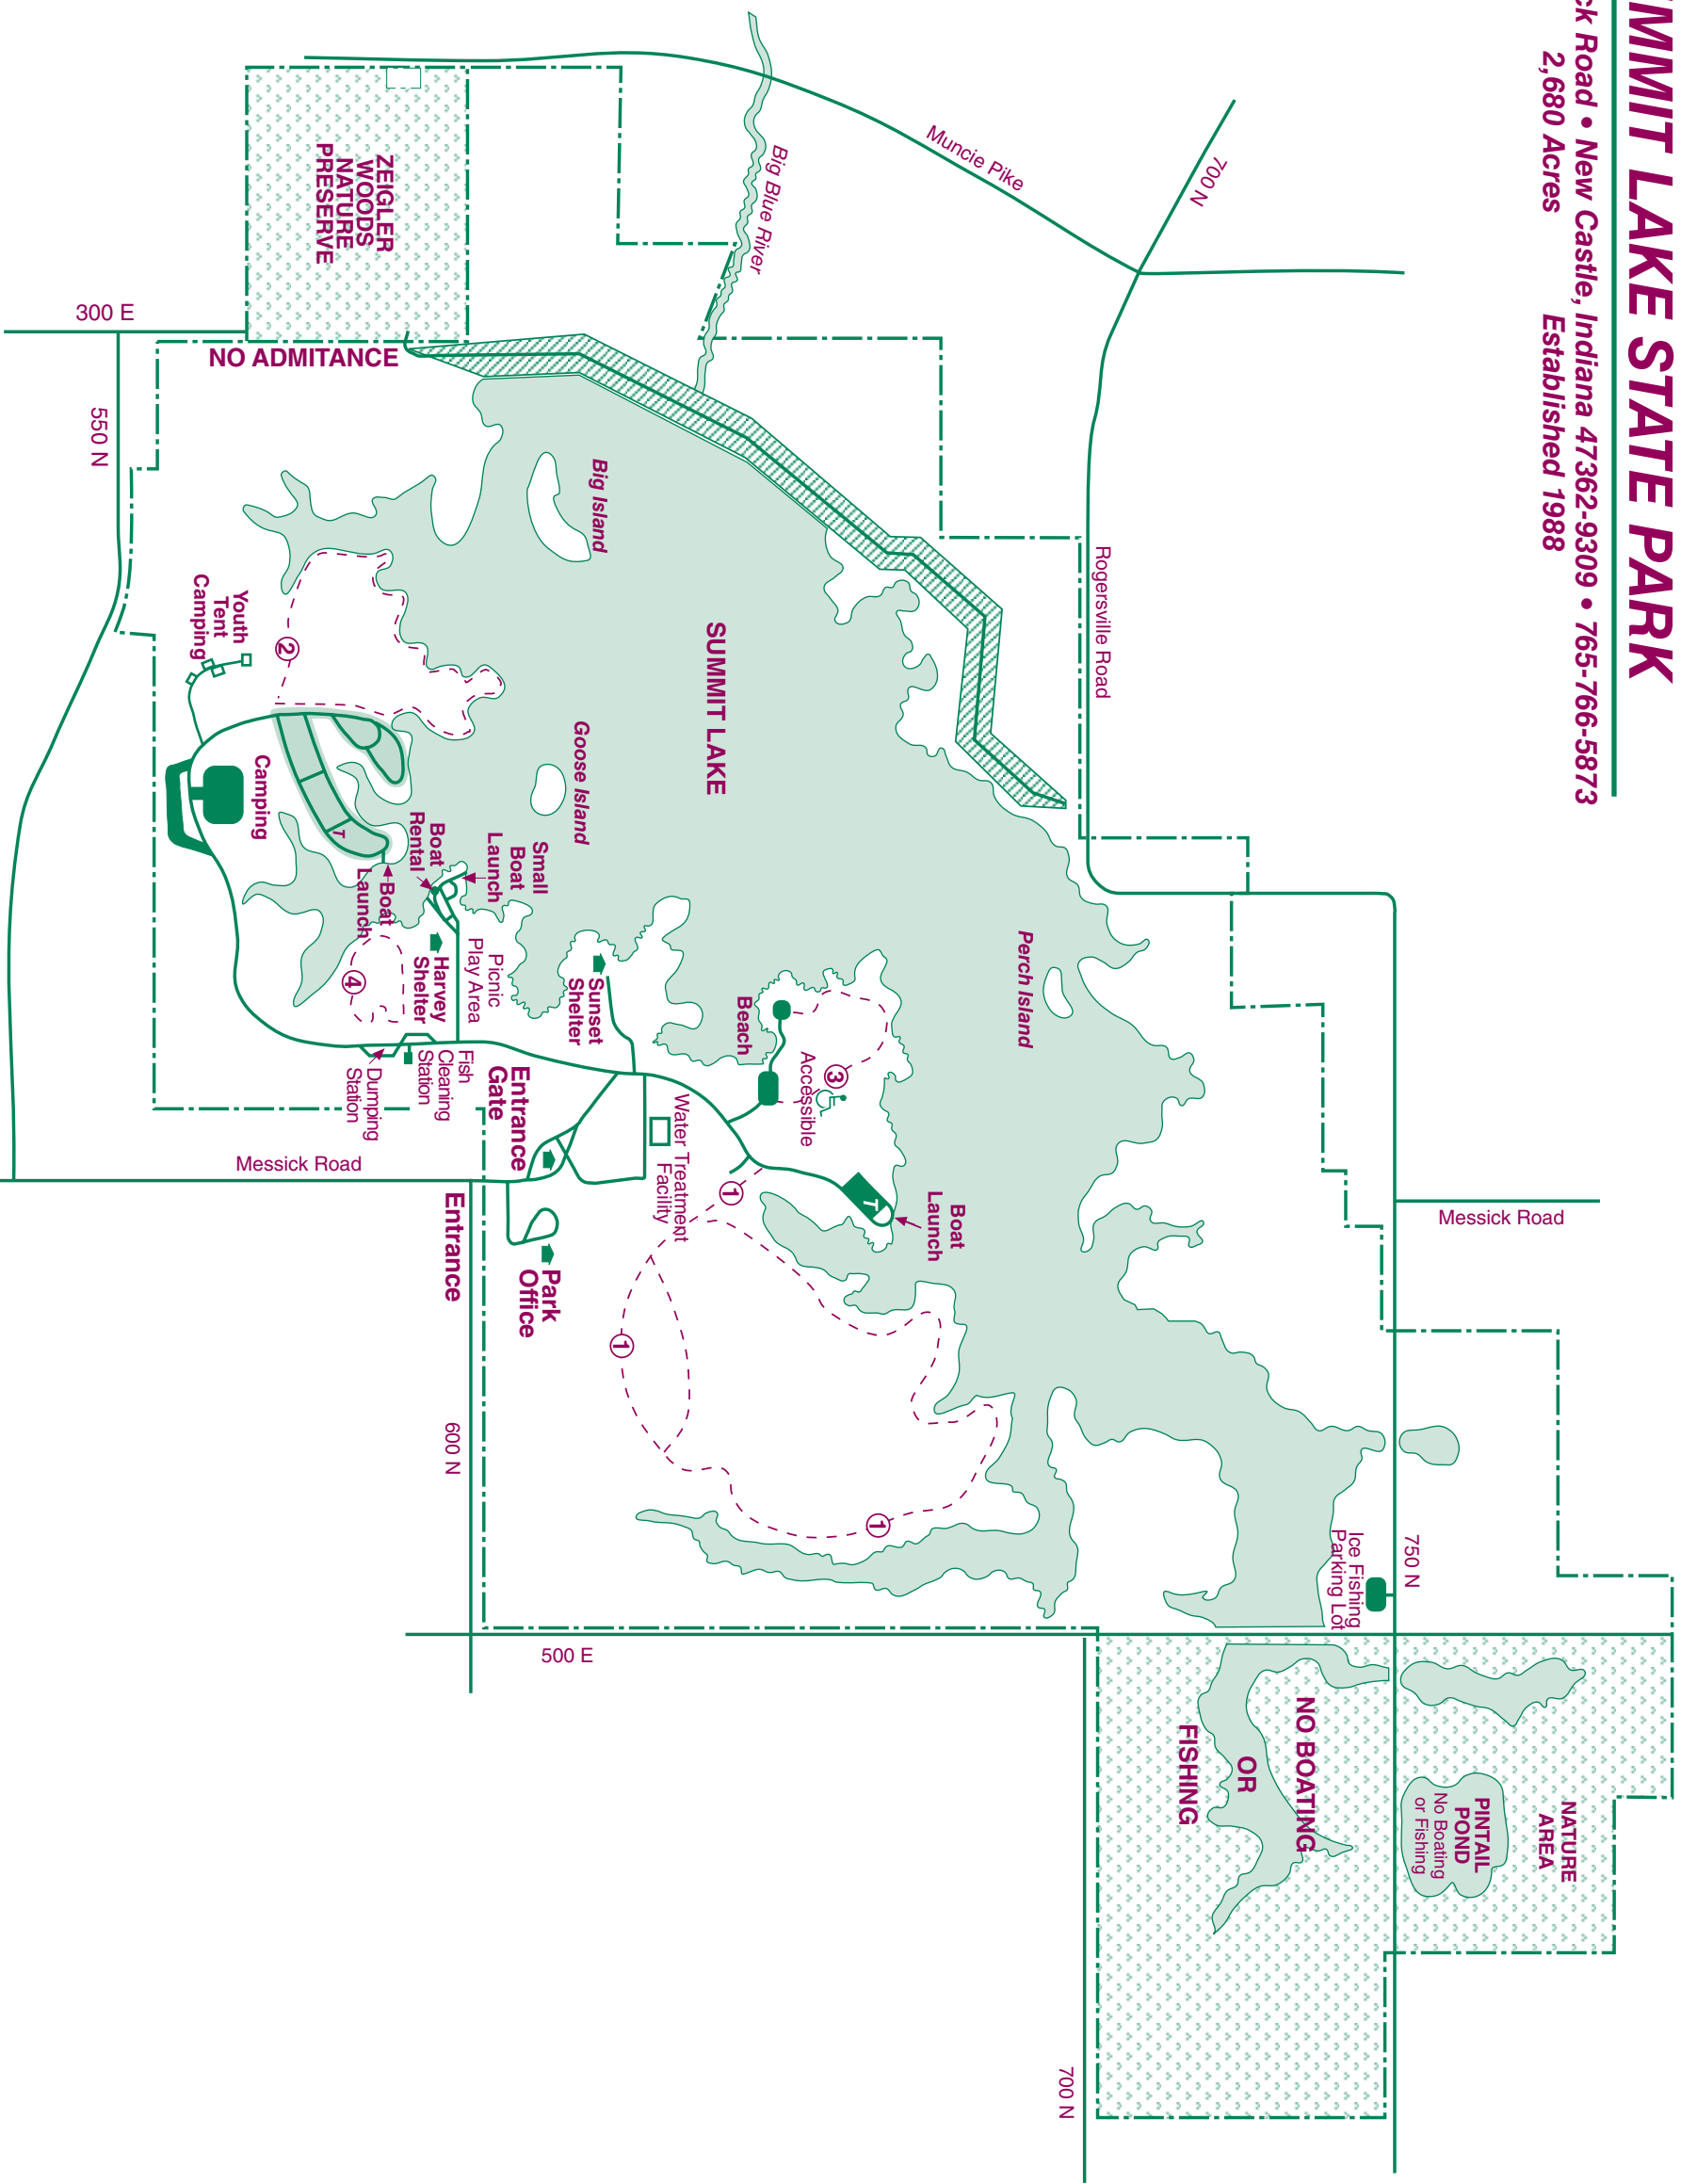 MMIT LAKE STATE PARK
ck Road • New Castle, Indiana 47362-9309 • 765-766-5873
2,680 Acres Established 1988
700 N
Muncie Pike
Big Blue River
Rogersville Road
ZEIGLER
WOODS
NATURE
PRESERVE
300 E
NO ADMITANCE
550 N
Big Island
SUMMIT LAKE
Goose Island
Perch Island
Youth
Tent
Camping
2
Camping
T
Small
Boat
Launch
Boat
Rental
Boat
Launch
Picnic
Play Area
Harvey
Shelter
4
Sunset
Shelter
Beach
3
Accessible
Fish
Cleaning
Station
Dumping
Station
Entrance
Gate
Water Treatment
Facility
Messick Road
Entrance
Park
Office
1
T
Boat
Launch
Messick Road
1
600 N
1
750 N
Ice Fishing
Parking Lot
500 E
NO BOATING
OR
FISHING
NATURE
AREA
PINTAIL
POND
No Boating
or Fishing
700 N